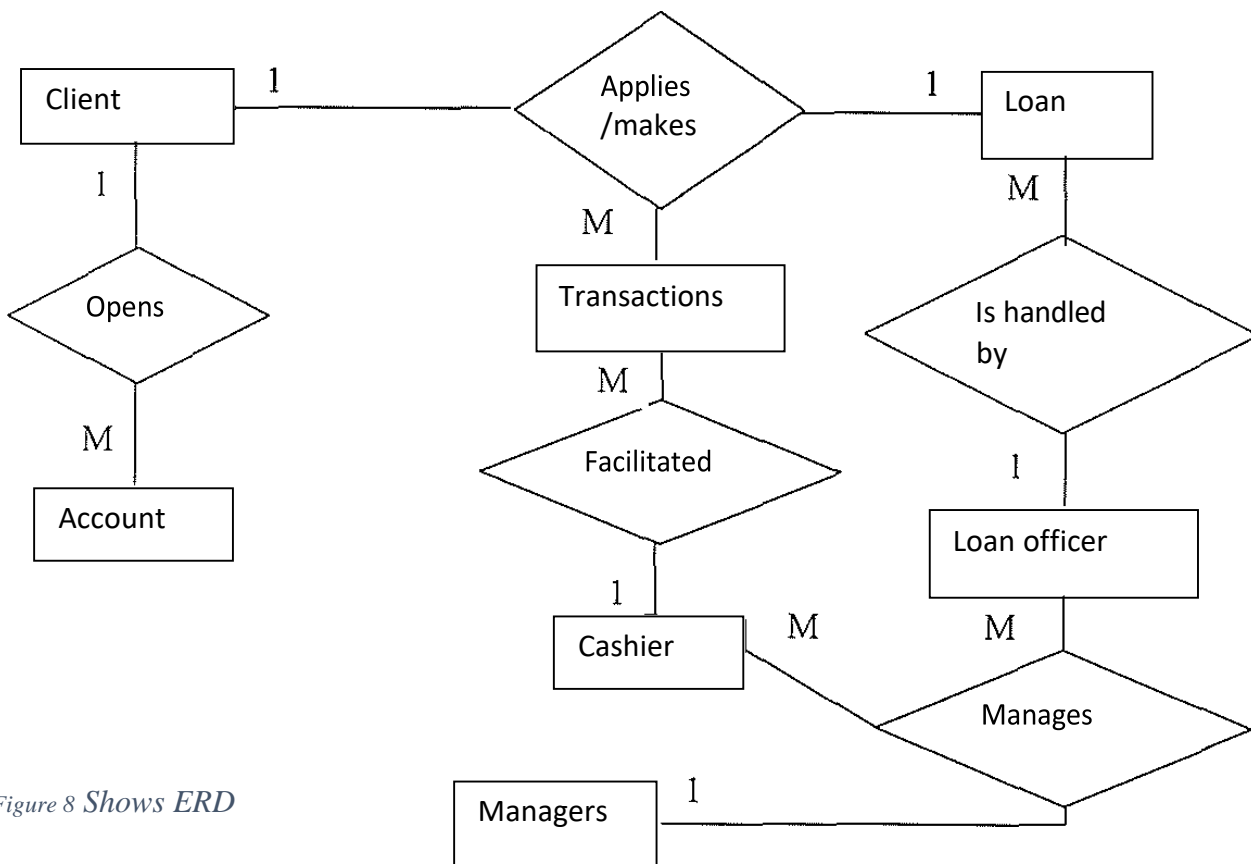 1
1
Client
Applies
/makes
Loan
1
M
M
Opens
Transactions
Is handled
by
M
M
Facilitated
1
Account
Loan officer
1
M
M
Cashier
Manages
1
Managers
Figure 8 Shows ERD